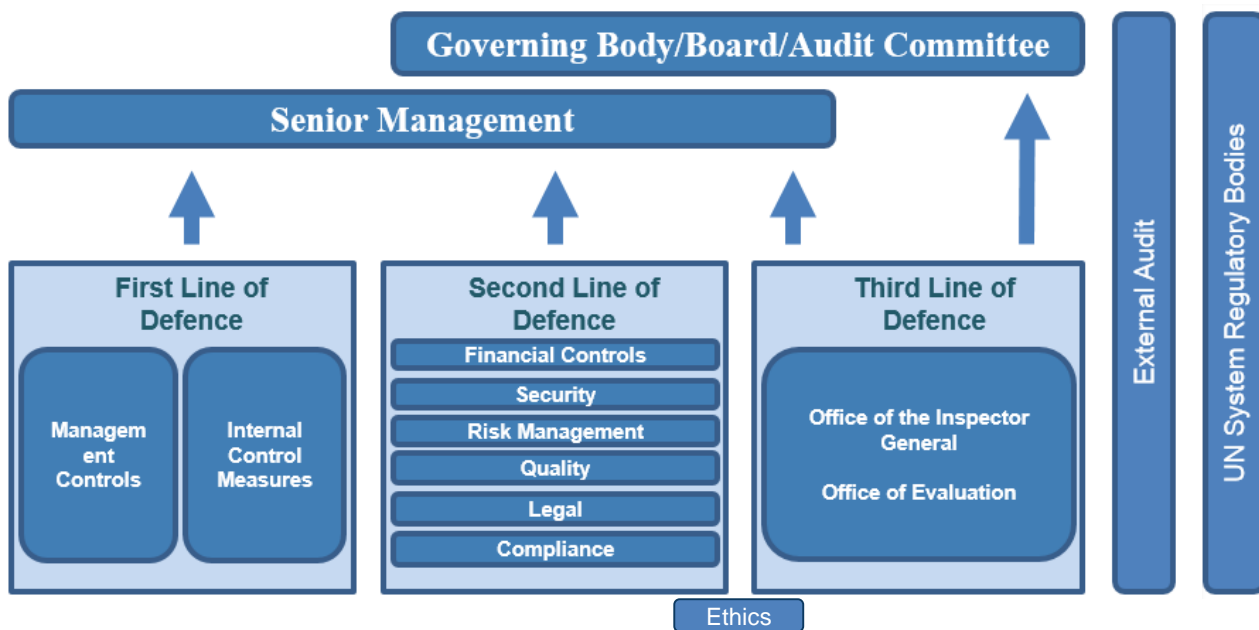 Governing Body/Board/Audit Committee
Senior Management
First Line of
Defence
Managem
ent
Controls
Internal
Control
Measures
Second Line of
Defence
Financial Controls
Security
Risk Management
Quality
Legal
Compliance
Third Line of
Defence
Office of the Inspector
General
Office of Evaluation
Ethics
External Audit
UN System Regulatory Bodies